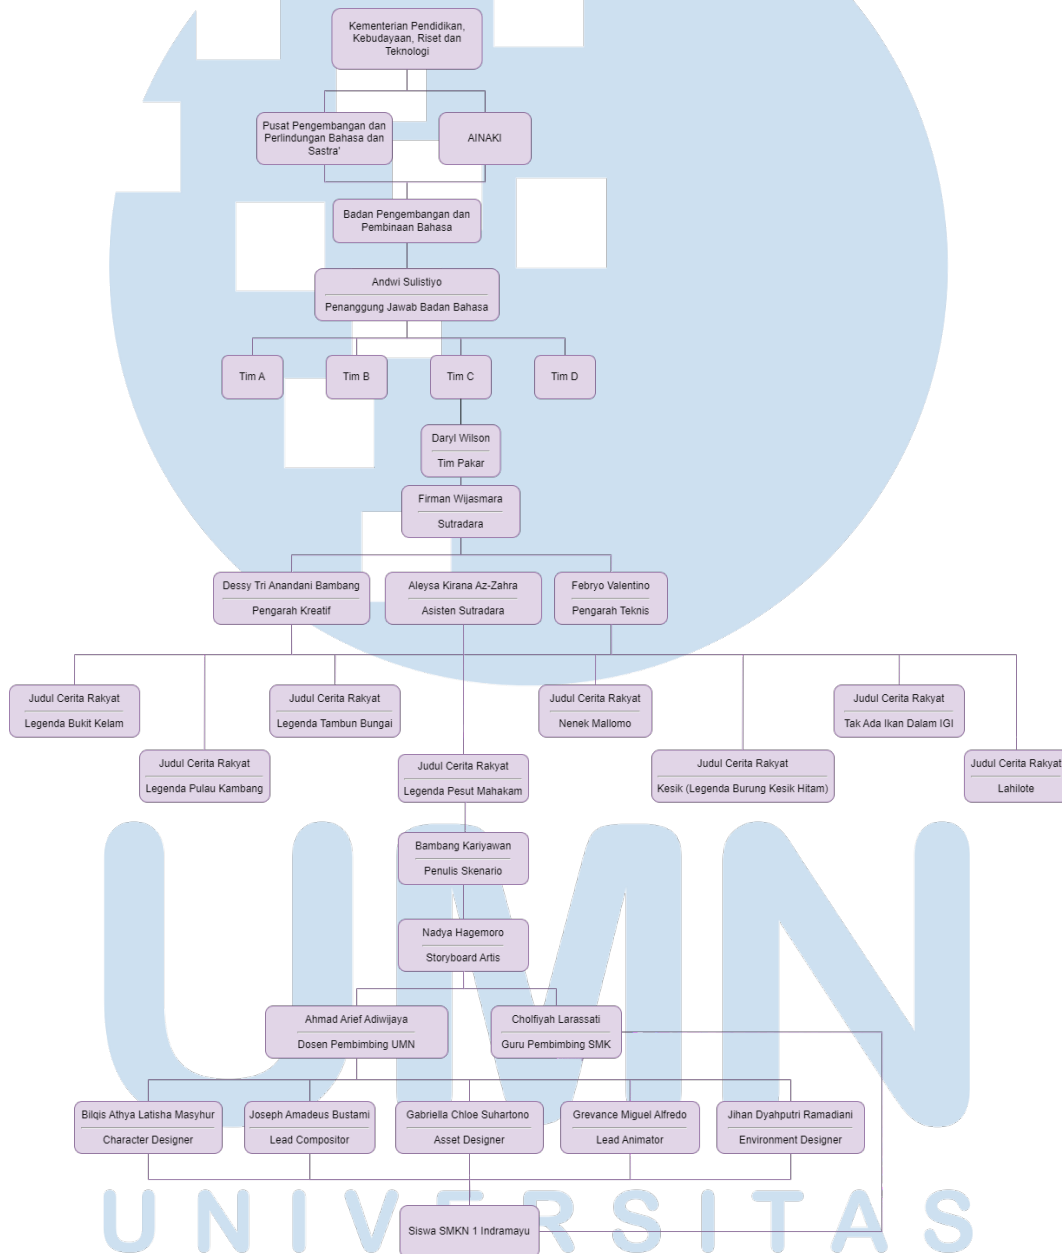 Kementerian Pendidikan,
Kebudayaan, Riset dan
Teknologi
Pusat Pengembangan dan
Perlindungan Bahasa dan
Sastra'
AINAKI
Badan Pengembangan dan
Pembinaan Bahasa
Andwi Sulistiyo
Penanggung Jawab Badan Bahasa
Tim A
Tim B
Tim C
Tim D
Daryl Wilson
Tim Pakar
Firman Wijasmara
Sutradara
Dessy Tri Anandani Bambang
Pengarah Kreatif
Aleysa Kirana Az-Zahra
Asisten Sutradara
Febryo Valentino
Pengarah Teknis
Judul Cerita Rakyat
Legenda Bukit Kelam
Judul Cerita Rakyat
Legenda Tambun Bungai
Judul Cerita Rakyat
Nenek Mallomo
Judul Cerita Rakyat
Tak Ada Ikan Dalam IGI
Judul Cerita Rakyat
Legenda Pulau Kambang
Judul Cerita Rakyat
Legenda Pesut Mahakam
Judul Cerita Rakyat
Kesik (Legenda Burung Kesik Hitam)
Judul Cerita Rakyat
Lahilote
Bambang Kariyawan
Penulis Skenario
Nadya Hagemoro
Storyboard Artis
Ahmad Arief Adiwijaya
Dosen Pembimbing UMN
Cholfiyah Larassati
Guru Pembimbing SMK
Bilqis Athya Latisha Masyhur
Character Designer
Joseph Amadeus Bustami
Lead Compositor
Gabriella Chloe Suhartono
Asset Designer
Grevance Miguel Alfredo
Lead Animator
Jihan Dyahputri Ramadiani
Environment Designer
Siswa SMKN 1 Indramayu
UMN
UNIVERSITAS